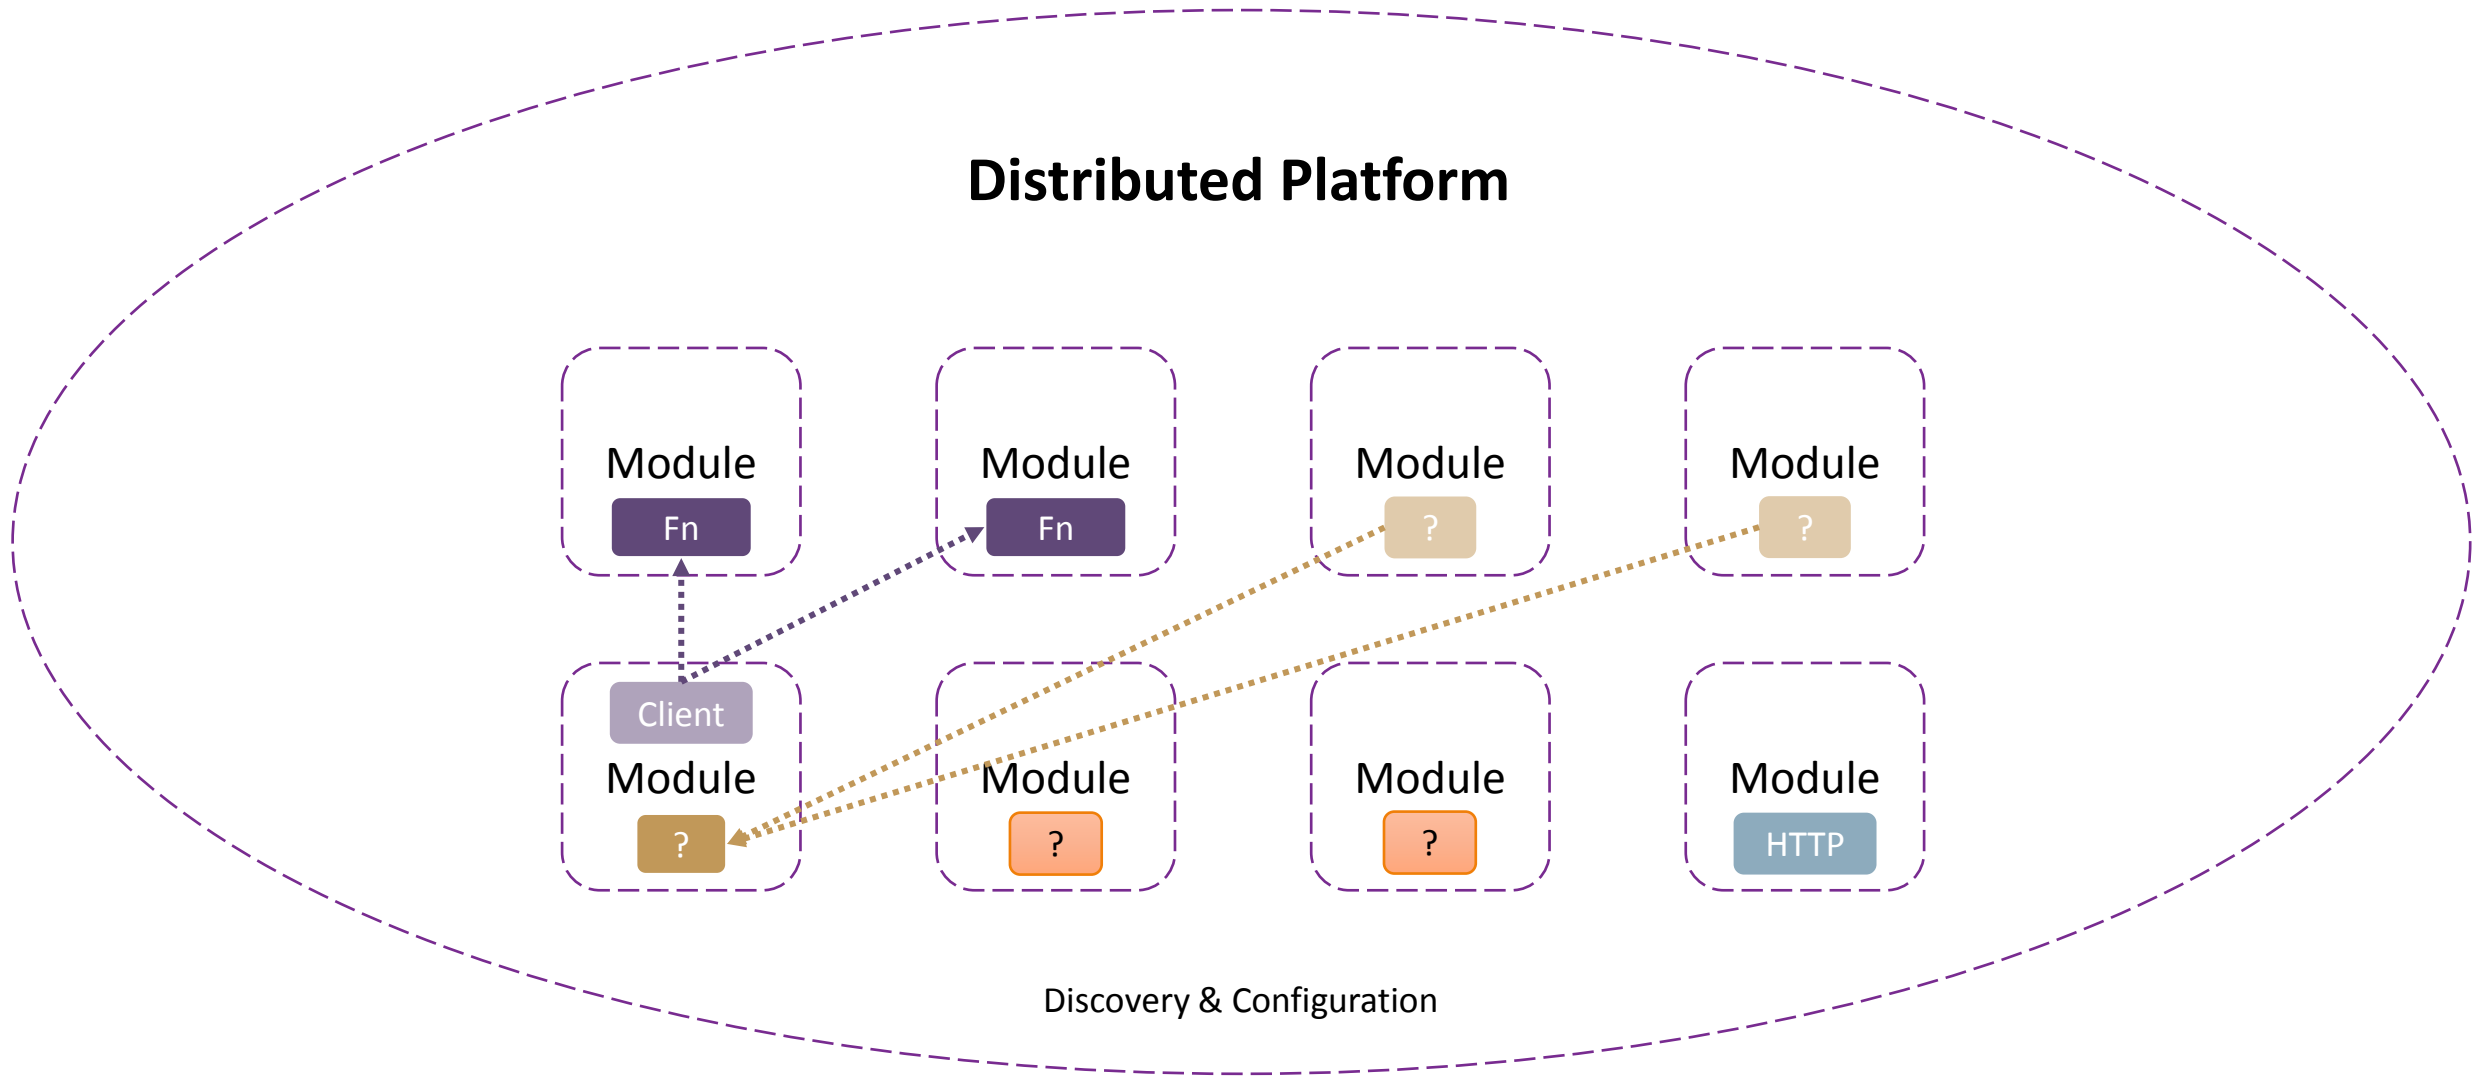 Distributed Platform
Module
Fn
Module
Fn
Module
?
Module
?
Client
Module
?
Module
?
Module
?
Module
HTTP
Discovery & Configuration